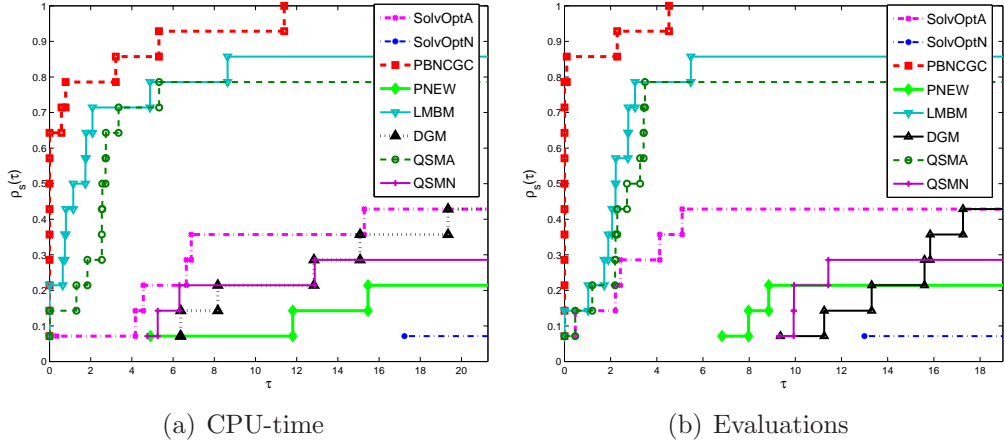 1
0.9
0.8
0.7
0.6
0.5
0.4
0.3
0.2
0.1
0
ρs(τ)
0 2 4 6 8 10 12 14 16 18 20
τ
SolvOptA
SolvOptN
PBNCGC
PNEW
LMBM
DGM
QSMA
QSMN
(a) CPU-time
1
0.9
0.8
0.7
0.6
0.5
0.4
0.3
0.2
0.1
0
ρs(τ)
0 2 4 6 8 10 12 14 16 18
τ
SolvOptA
SolvOptN
PBNCGC
PNEW
LMBM
DGM
QSMA
QSMN
(b) Evaluations